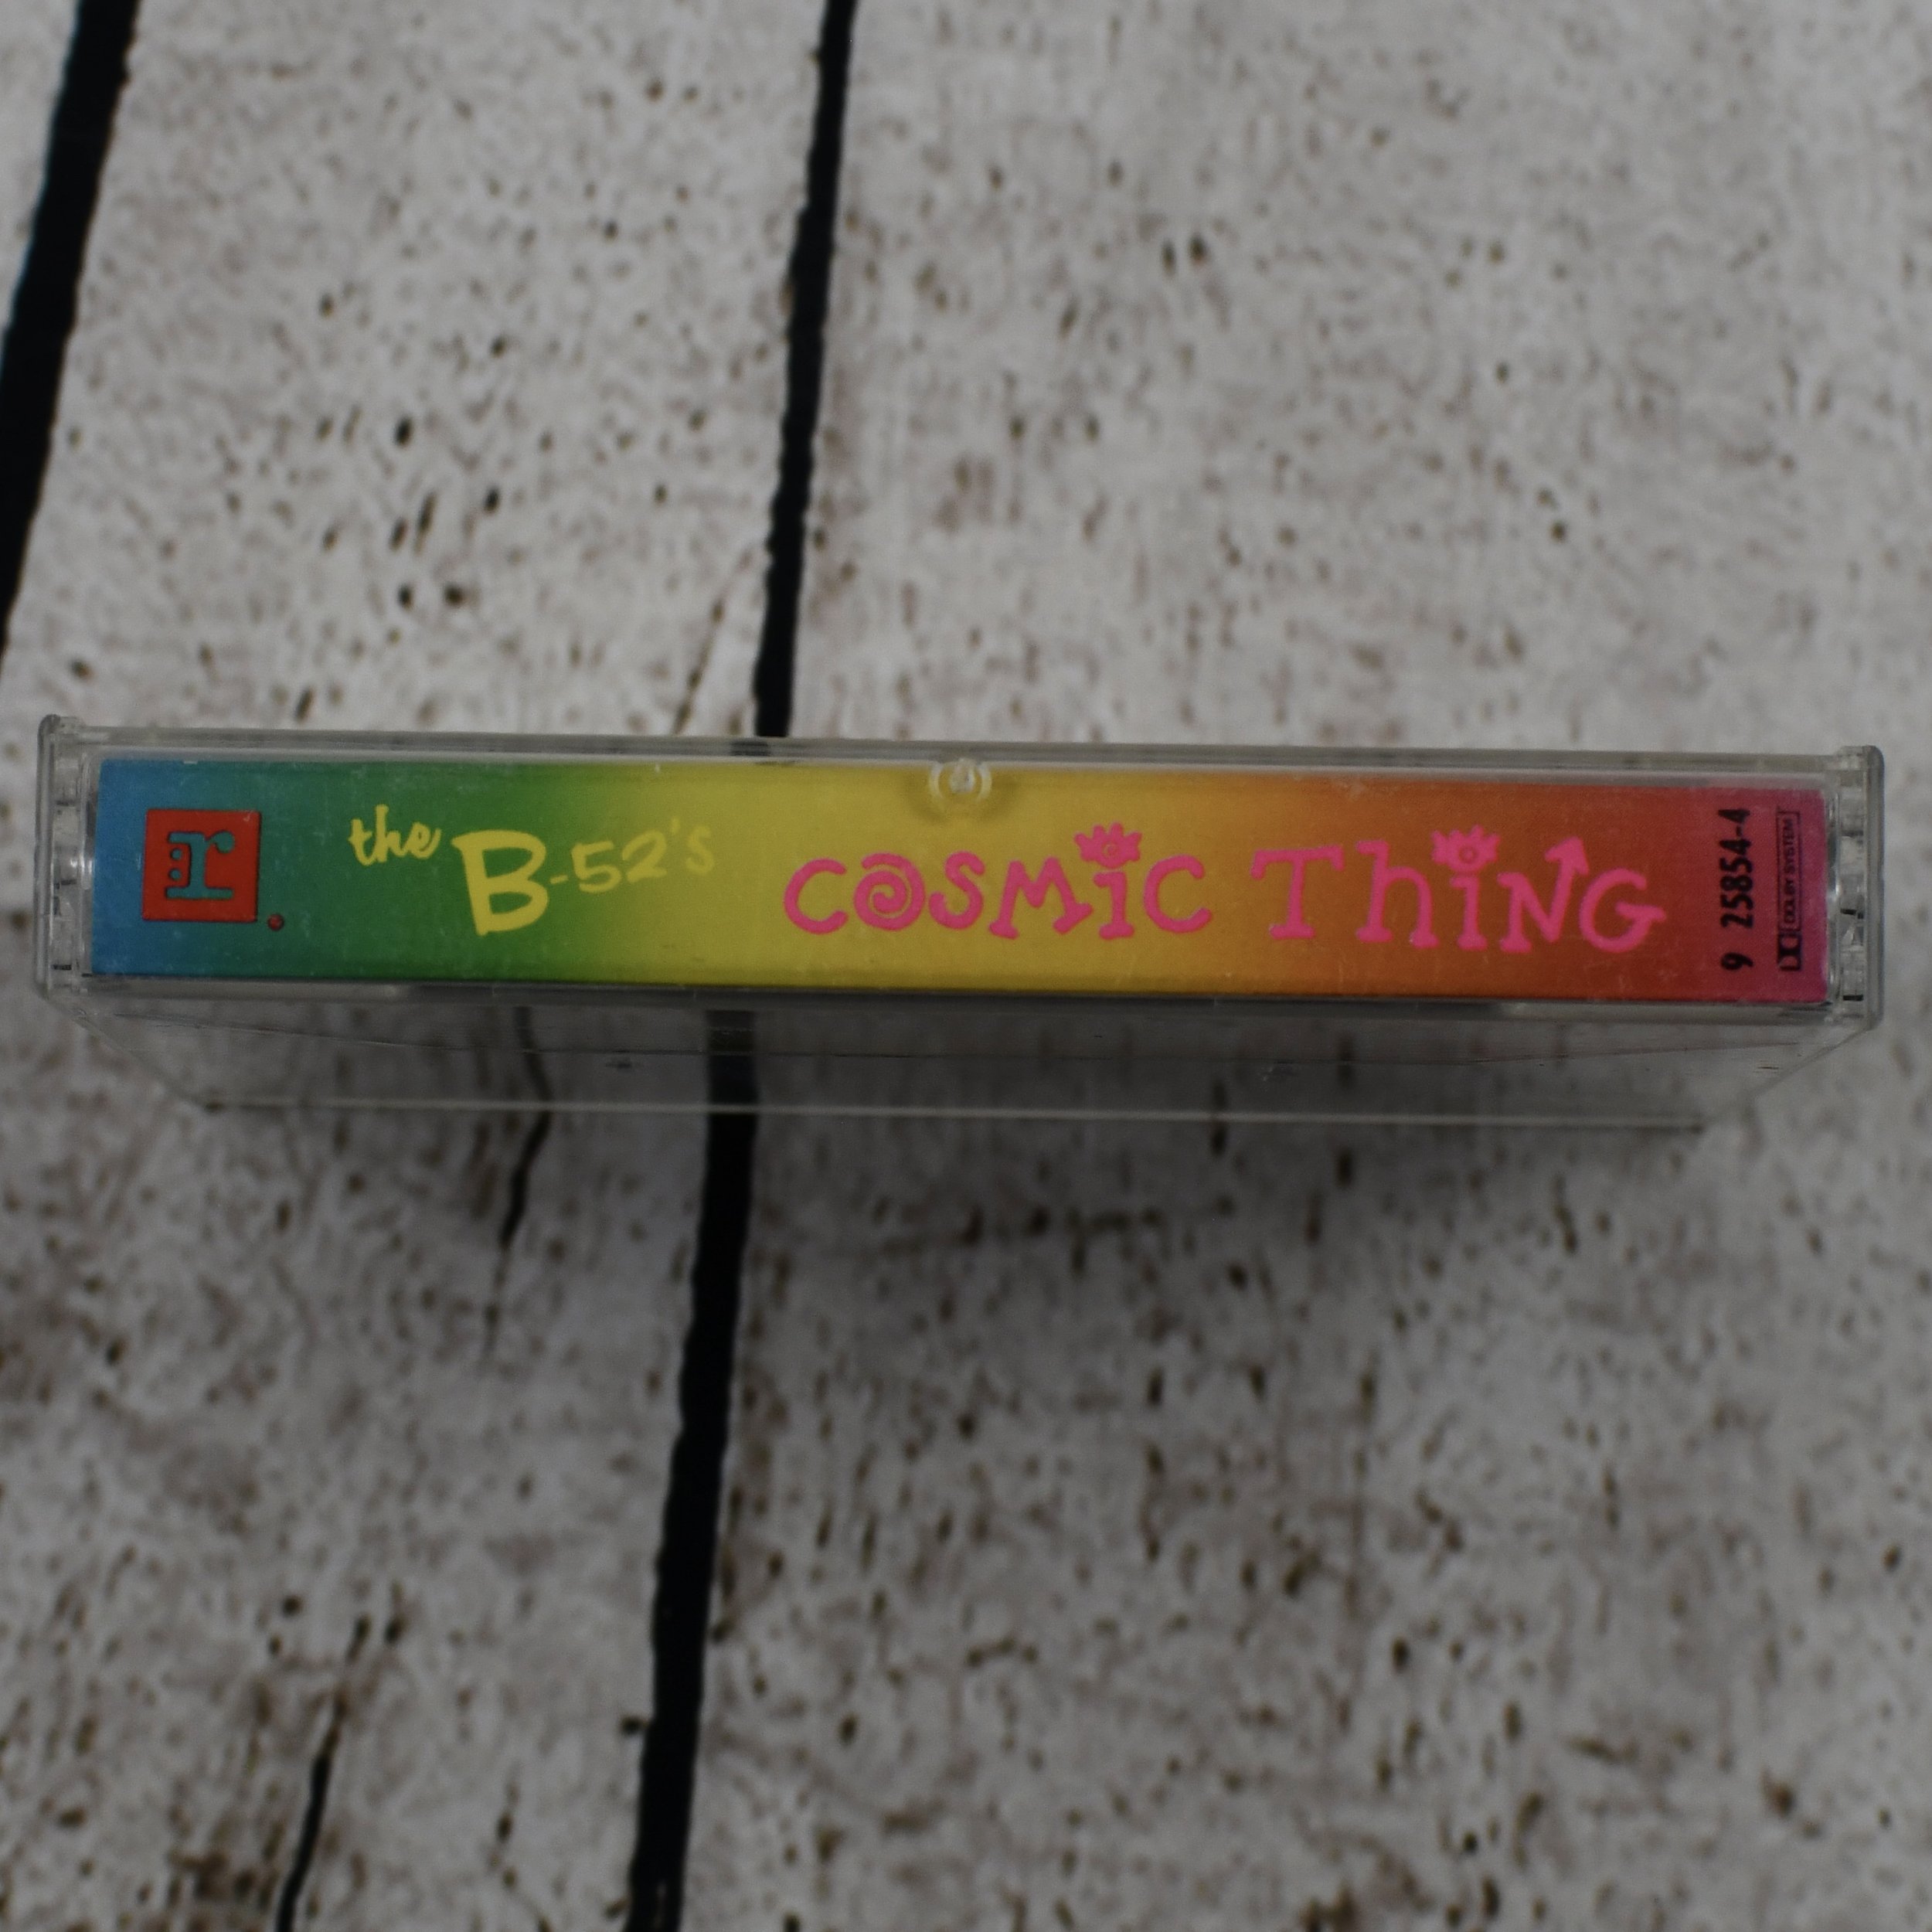 :r
the B-52's
COSMIC THING
9 25854-4
DOLBY SYSTEM